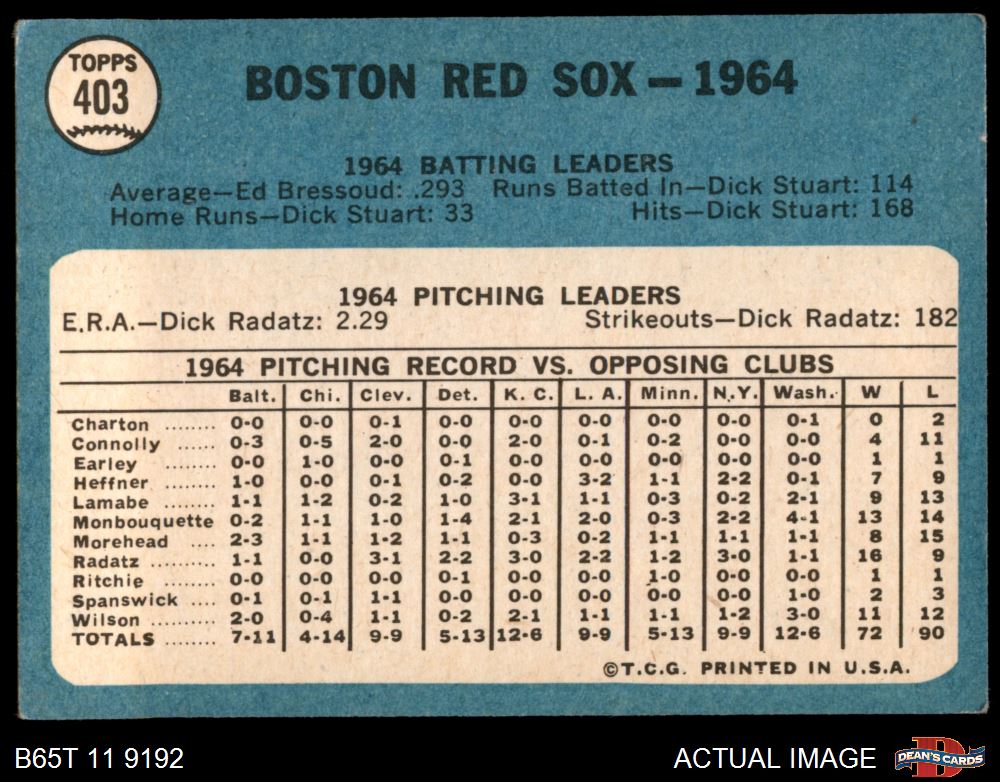 TOPPS
403
BOSTON RED SOX — 1964
1964 BATTING LEADERS
Average—Ed Bressoud: .293 Runs Batted In—Dick Stuart: 114
Home Runs—Dick Stuart: 33 Hits—Dick Stuart: 168
1964 PITCHING LEADERS
E.R.A.—Dick Radatz: 2.29 Strikeouts—Dick Radatz: 182
1964 PITCHING RECORD VS. OPPOSING CLUBS
Balt. Chi. Clev. Det. K. C. L. A. Minn. N.Y. Wash. W L
Charton ........ 0-0 0-0 0-1 0-0 0-0 0-0 0-0 0-0 0-1 0 2
Connolly ........ 0-3 0-5 2-0 0-0 2-0 0-1 0-2 0-0 0-0 4 11
Earley ........ 0-0 1-0 0-0 0-1 0-0 0-0 0-0 0-0 0-0 1 1
Heffner ........ 1-0 0-0 0-1 0-2 0-0 3-2 1-1 2-2 0-1 7 9
Lamabe ........ 1-1 1-2 0-2 1-0 3-1 1-1 0-3 0-2 2-1 9 13
Monbouquette 0-2 1-1 1-0 1-4 2-1 2-0 0-3 2-2 4-1 13 14
Morehead .... 2-3 1-1 1-2 1-1 0-3 0-2 1-1 1-1 1-1 8 15
Radatz .......... 1-1 0-0 3-1 2-2 3-0 2-2 1-2 3-0 1-1 16 9
Ritchie ........ 0-0 0-0 0-0 0-1 0-0 0-0 1-0 0-0 0-0 1 1
Spanswick .... 0-1 0-1 1-1 0-0 0-0 0-0 0-0 0-0 1-0 2 3
Wilson .......... 2-0 0-4 1-1 0-2 2-1 1-1 1-1 1-2 3-0 11 12
TOTALS ........ 7-11 4-14 9-9 5-13 12-6 9-9 5-13 9-9 12-6 72 90
©T.C.G. PRINTED IN U.S.A.
B65T 11 9192 ACTUAL IMAGE
D
DEAN'S CARDS